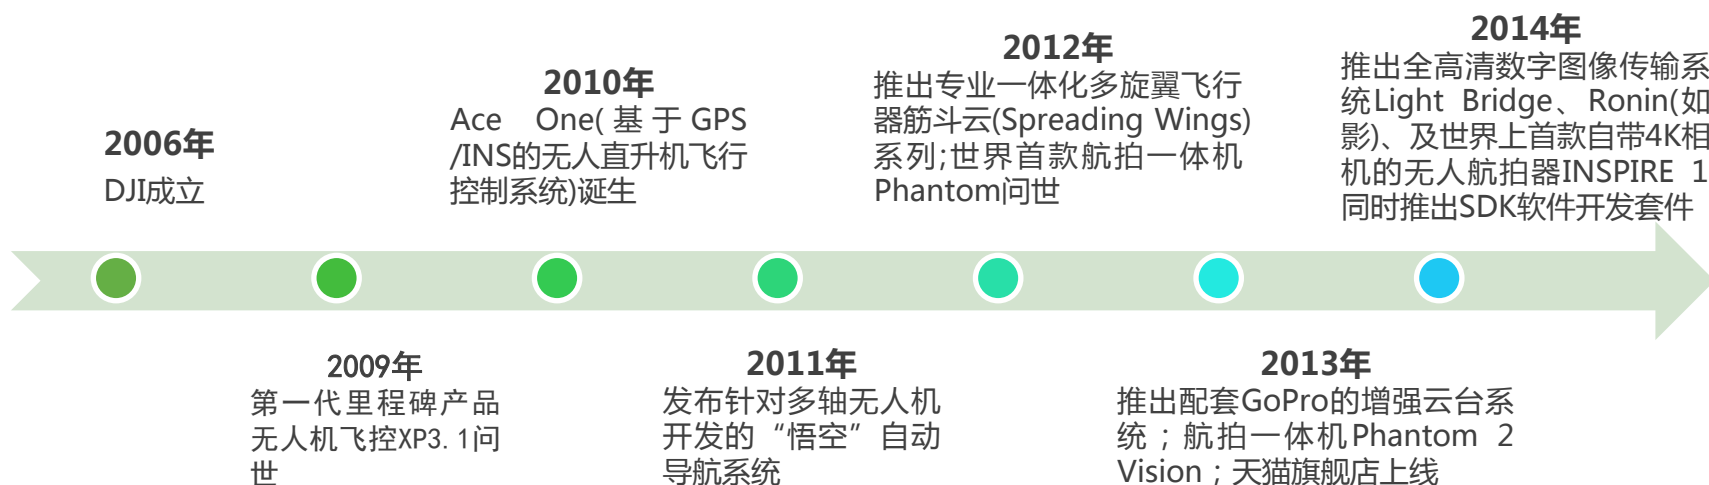 2006年
DJI成立
2009年
第一代里程碑产品
无人机飞控XP3.1问
世
2010年
Ace One(基于GPS
/INS的无人直升机飞行
控制系统)诞生
2011年
发布针对多轴无人机
开发的“悟空”自动
导航系统
2012年
推出专业一体化多旋翼飞行
器筋斗云(Spreading Wings)
系列;世界首款航拍一体机
Phantom问世
2013年
推出配套GoPro的增强云台系
统；航拍一体机Phantom 2
Vision；天猫旗舰店上线
2014年
推出全高清数字图像传输系
统Light Bridge、Ronin(如
影)、及世界上首款自带4K相
机的无人航拍器INSPIRE 1
同时推出SDK软件开发套件